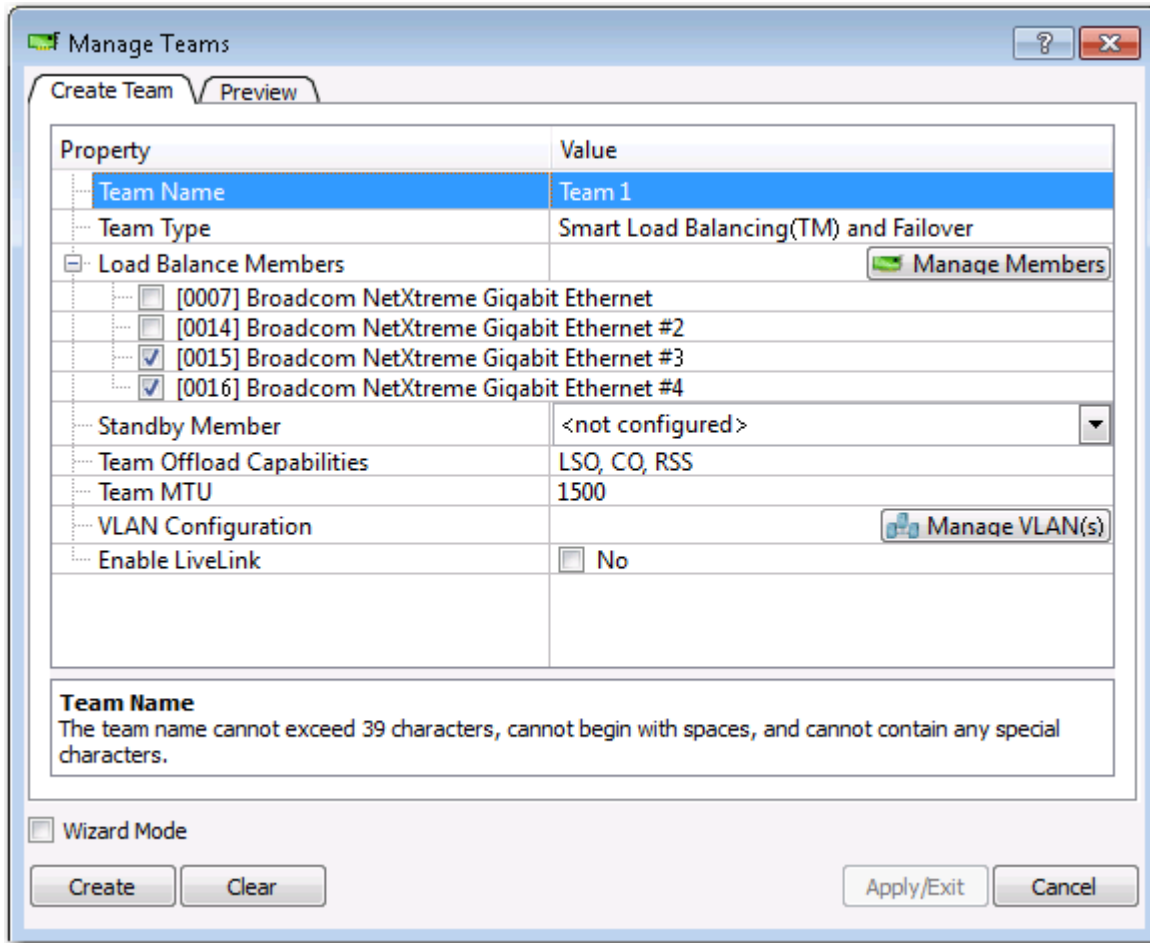 Manage Teams
Create Team Preview
Property Value
Team Name Team 1
Team Type Smart Load Balancing(TM) and Failover
Load Balance Members Manage Members
[0007] Broadcom NetXtreme Gigabit Ethernet
[0014] Broadcom NetXtreme Gigabit Ethernet #2
[0015] Broadcom NetXtreme Gigabit Ethernet #3
[0016] Broadcom NetXtreme Gigabit Ethernet #4
Standby Member <not configured>
Team Offload Capabilities LSO, CO, RSS
Team MTU 1500
VLAN Configuration Manage VLAN(s)
Enable LiveLink No
Team Name
The team name cannot exceed 39 characters, cannot begin with spaces, and cannot contain any special
characters.
Wizard Mode
Create Clear Apply/Exit Cancel